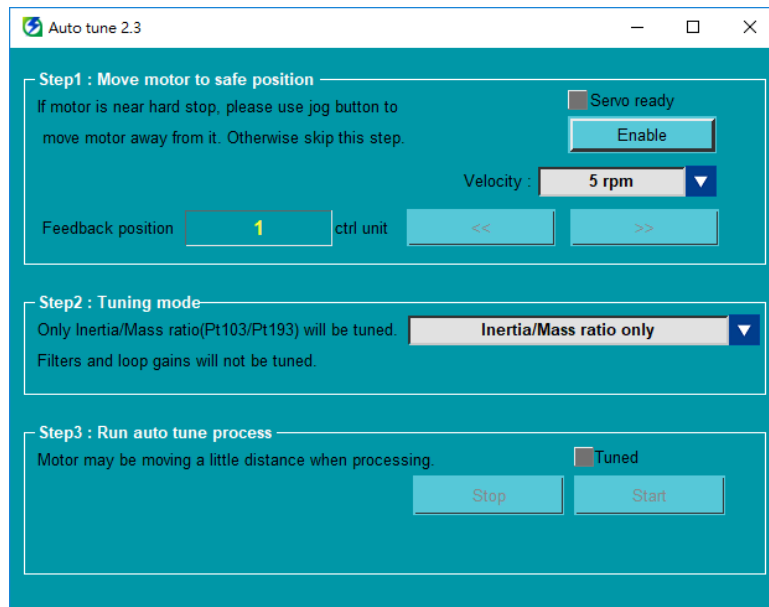 Auto tune 2.3
Step1 : Move motor to safe position
If motor is near hard stop, please use jog button to
move motor away from it. Otherwise skip this step.
Servo ready
Enable
Velocity : 5 rpm
Feedback position 1 ctrl unit << >>
Step2 : Tuning mode
Only Inertia/Mass ratio(Pt103/Pt193) will be tuned. Inertia/Mass ratio only
Filters and loop gains will not be tuned.
Step3 : Run auto tune process
Motor may be moving a little distance when processing. Tuned
Stop Start